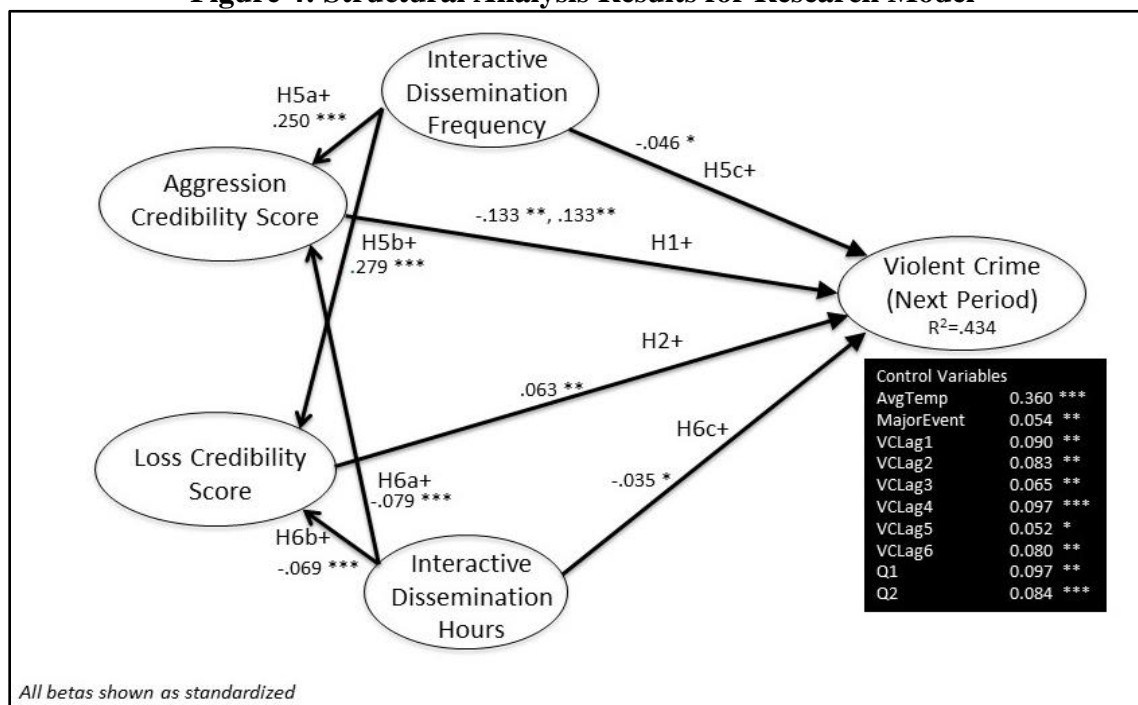 Figure 4. Structural Analysis Results for Research Model
Interactive
Dissemination
Frequency
H5a+
.250 ***
-.046 *
H5c+
Aggression
Credibility Score
-.133 **, .133**
H1+
H5b+
.279 ***
Violent Crime
(Next Period)
R²=.434
H2+
.063 **
Loss Credibility
Score
H6c+
-.035 *
H6a+
-.079 ***
H6b+
-.069 ***
Interactive
Dissemination
Hours
Control Variables
AvgTemp 0.360 ***
MajorEvent 0.054 **
VCLag1 0.090 **
VCLag2 0.083 **
VCLag3 0.065 **
VCLag4 0.097 ***
VCLag5 0.052 *
VCLag6 0.080 **
Q1 0.097 **
Q2 0.084 ***
All betas shown as standardized